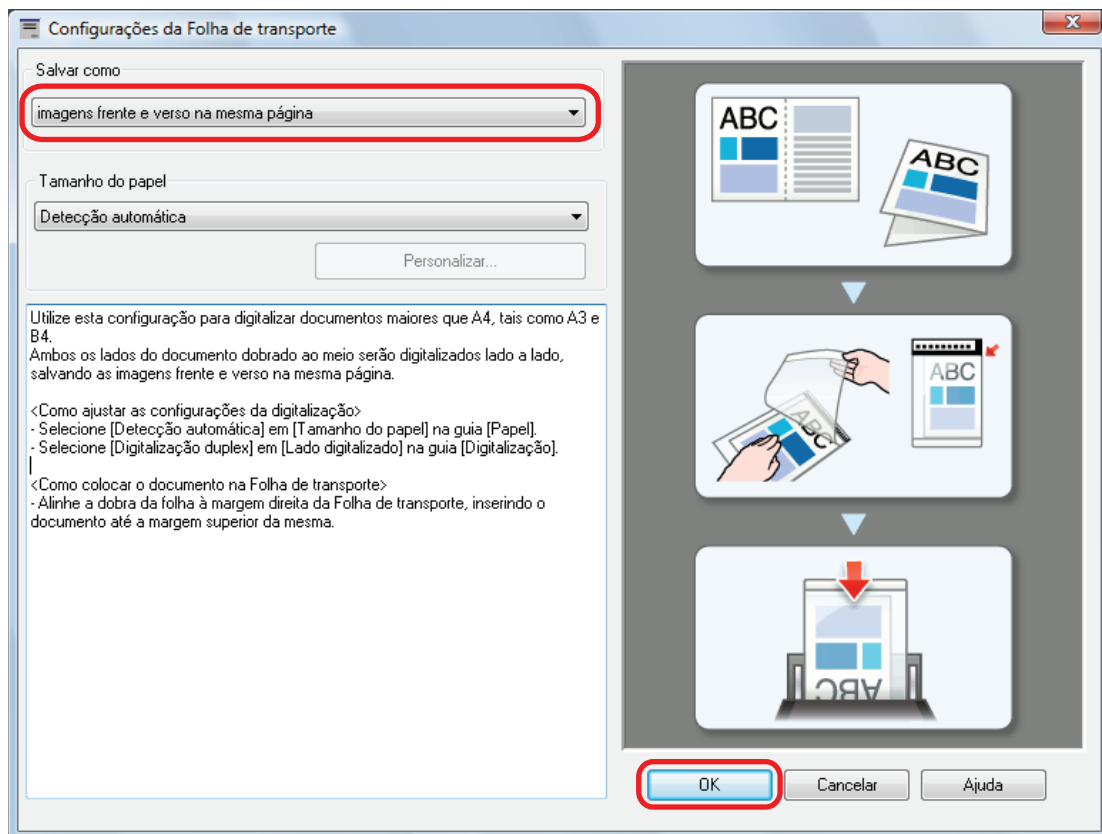 Configurações da Folha de transporte
Salvar como
imagens frente e verso na mesma página
Tamanho do papel
Detecção automática
Personalizar...
Utilize esta configuração para digitalizar documentos maiores que A4, tais como A3 e
B4.
Ambos os lados do documento dobrado ao meio serão digitalizados lado a lado,
salvando as imagens frente e verso na mesma página.
<Como ajustar as configurações da digitalização>
- Selecione [Detecção automática] em [Tamanho do papel] na guia [Papel].
- Selecione [Digitalização duplex] em [Lado digitalizado] na guia [Digitalização].
<Como colocar o documento na Folha de transporte>
- Alinhe a dobra da folha à margem direita da Folha de transporte, inserindo o
documento até a margem superior da mesma.
ABC
ABC
ABC
ABC
ABC
OK
Cancelar
Ajuda